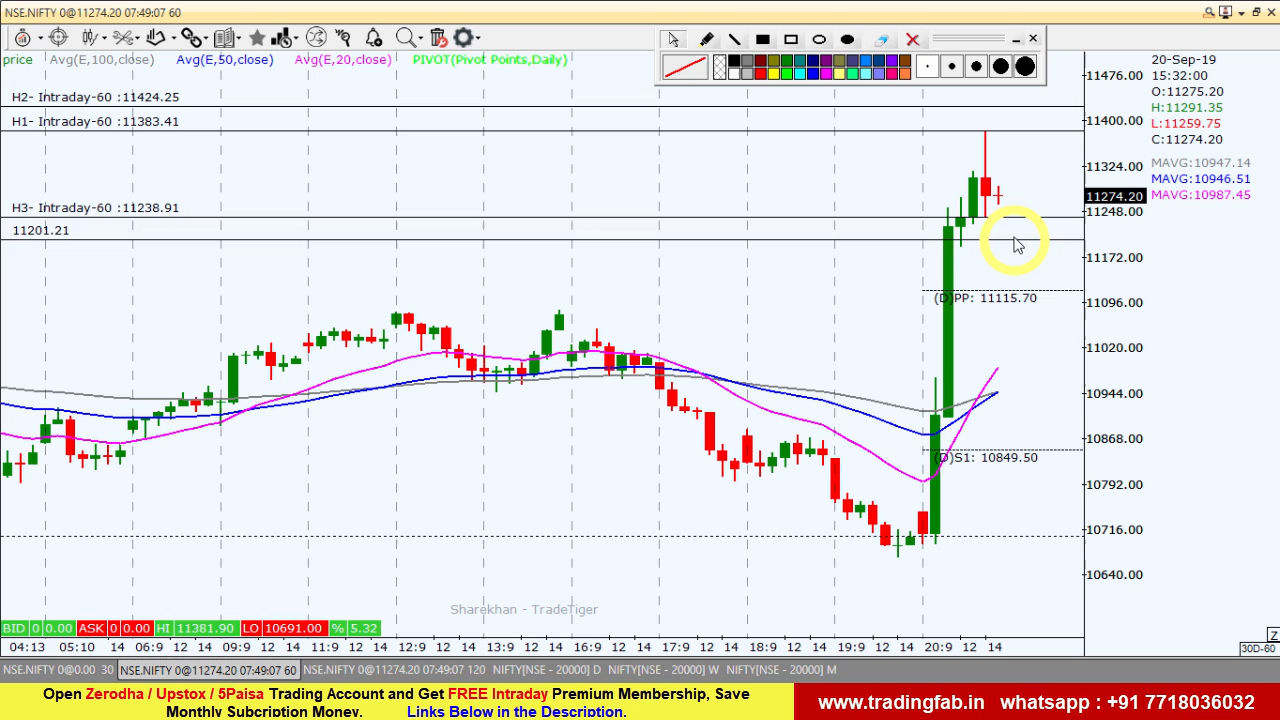 NSE.NIFTY 0@11274.20 07:49:07 60
price Avg(E,100,close) Avg(E,50,close) Avg(E,20,close) PIVOT(Pivot Points,Daily)
20-Sep-19
15:32:00
O:11275.20
H:11291.35
L:11259.75
C:11274.20
MAVG:10947.14
MAVG:10946.51
MAVG:10987.45
H2- Intraday-60 :11424.25
H1- Intraday-60 :11383.41
H3- Intraday-60 :11238.91
11201.21
(D)PP: 11115.70
(D)S1: 10849.50
11476.00
11400.00
11324.00
11274.20
11248.00
11172.00
11096.00
11020.00
10944.00
10868.00
10792.00
10716.00
10640.00
Sharekhan - TradeTiger
BID 0 0.00 ASK 0 0.00 HI 11381.90 LO 10691.00 % 5.32
Z
04:13 05:10 14 06:9 12 14 09:9 12 14 10:9 12 14 11:9 12 14 12:9 12 14 13:9 12 14 16:9 12 14 17:9 12 14 18:9 12 14 19:9 12 14 20:9 12 14
30D-60
NSE.NIFTY 0@0.00 30 NSE.NIFTY 0@11274.20 07:49:07 60 NSE.NIFTY 0@11274.20 07:49:07 120 NIFTY[NSE - 20000] D NIFTY[NSE - 20000] W NIFTY[NSE - 20000] M
Open Zerodha / Upstox / 5Paisa Trading Account and Get FREE Intraday Premium Membership, Save
Monthly Subcription Money. Links Below in the Description.
www.tradingfab.in whatsapp : +91 7718036032